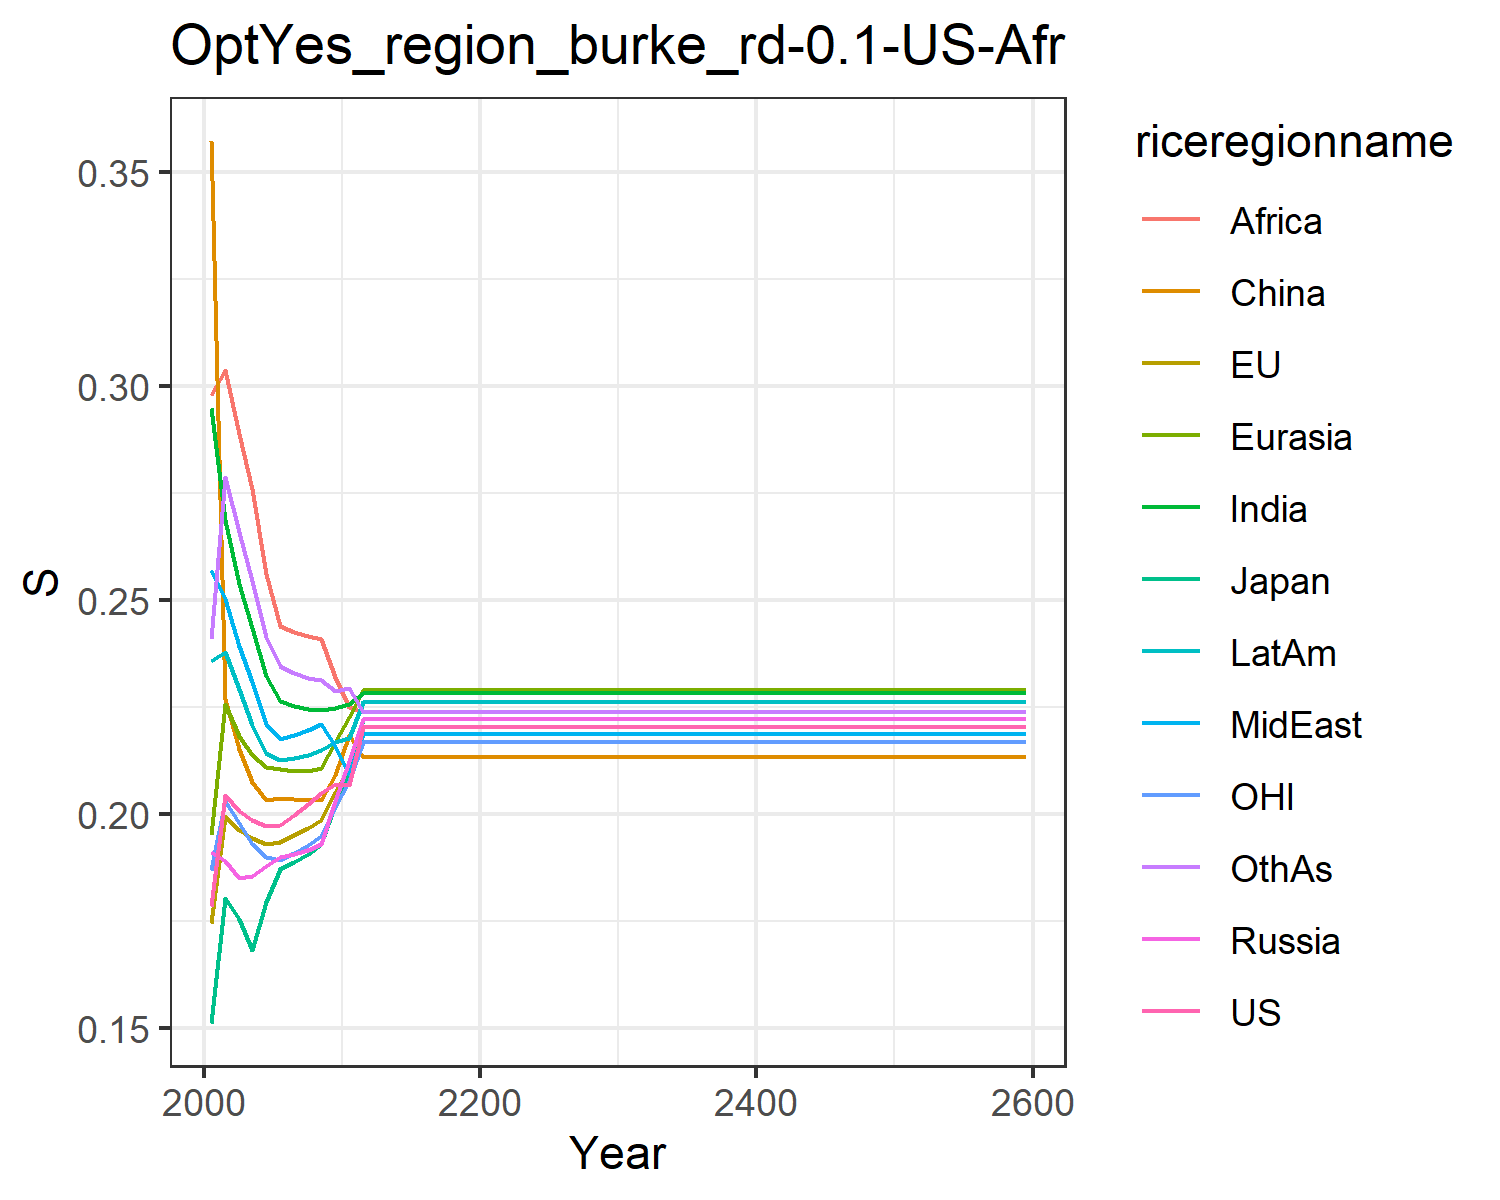 OptYes_region_burke_rd-0.1-US-Afr
0.35
0.30
0.25
0.20
0.15
S
2000 2200 2400 2600
Year
riceregionname
Africa
China
EU
Eurasia
India
Japan
LatAm
MidEast
OHI
OthAs
Russia
US